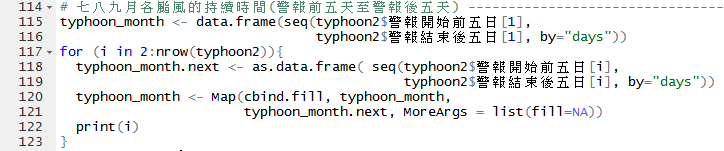 114 # 七八九月各颱風的持續時間(警報前五天至警報後五天) --------------------------------
115 typhoon_month <- data.frame(seq(typhoon2$警報開始前五日[1],
116 typhoon2$警報結束後五日[1], by="days"))
117 for (i in 2:nrow(typhoon2)){
118 typhoon_month.next <- as.data.frame( seq(typhoon2$警報開始前五日[i],
119 typhoon2$警報結束後五日[i], by="days"))
120 typhoon_month <- Map(cbind.fill, typhoon_month,
121 typhoon_month.next, MoreArgs = list(fill=NA))
122 print(i)
123 }